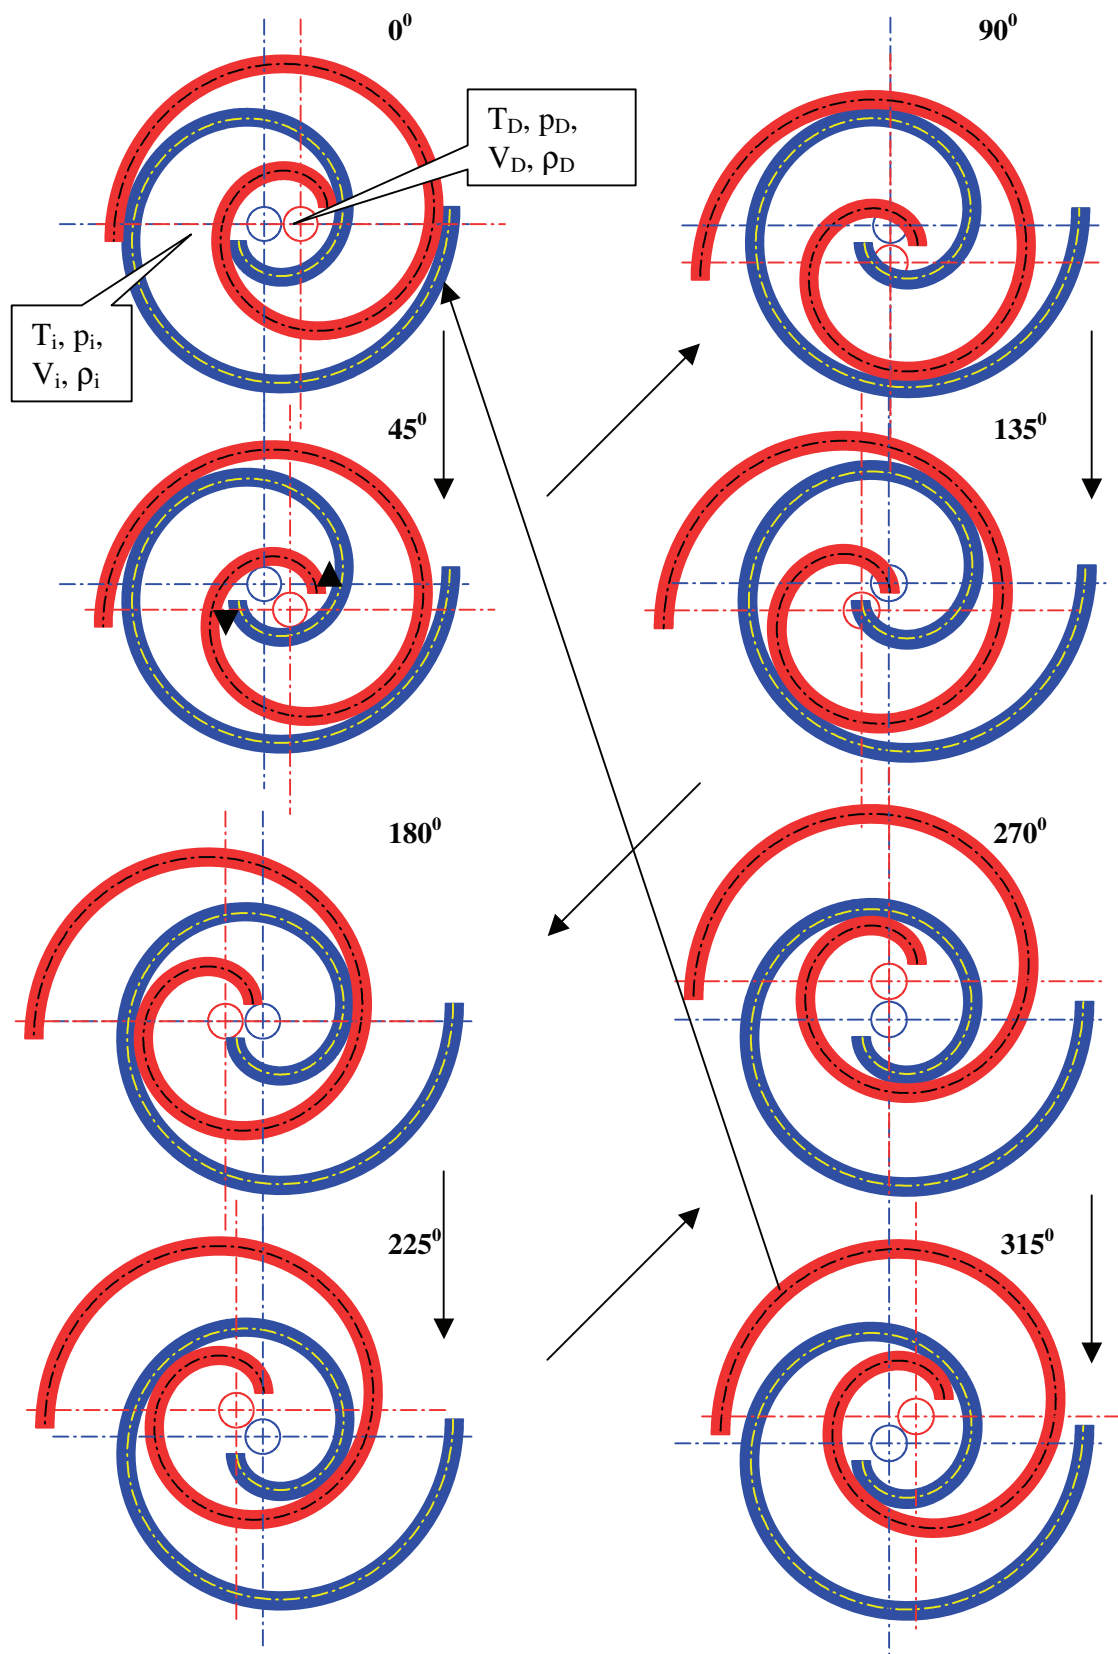 0⁰
90⁰
T_D, p_D,
V_D, ρ_D
T_i, p_i,
V_i, ρ_i
45⁰
135⁰
180⁰
270⁰
225⁰
315⁰